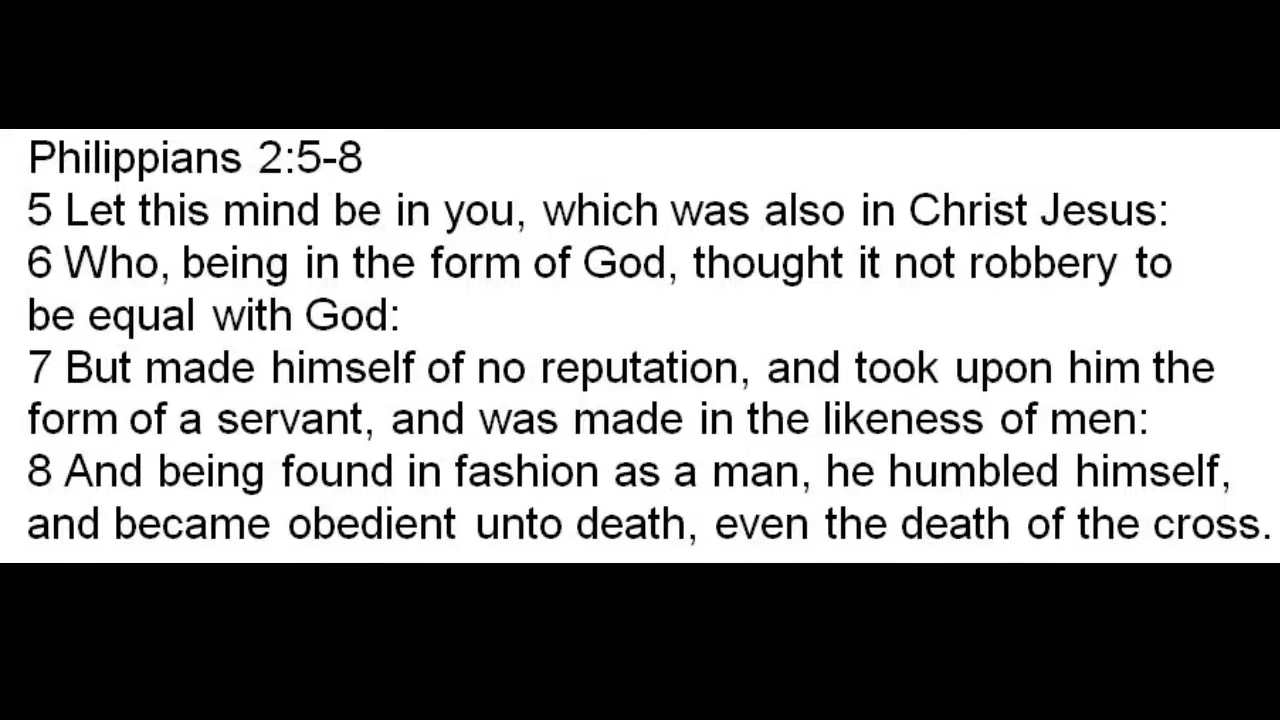 Philippians 2:5-8
5 Let this mind be in you, which was also in Christ Jesus:
6 Who, being in the form of God, thought it not robbery to
be equal with God:
7 But made himself of no reputation, and took upon him the
form of a servant, and was made in the likeness of men:
8 And being found in fashion as a man, he humbled himself,
and became obedient unto death, even the death of the cross.